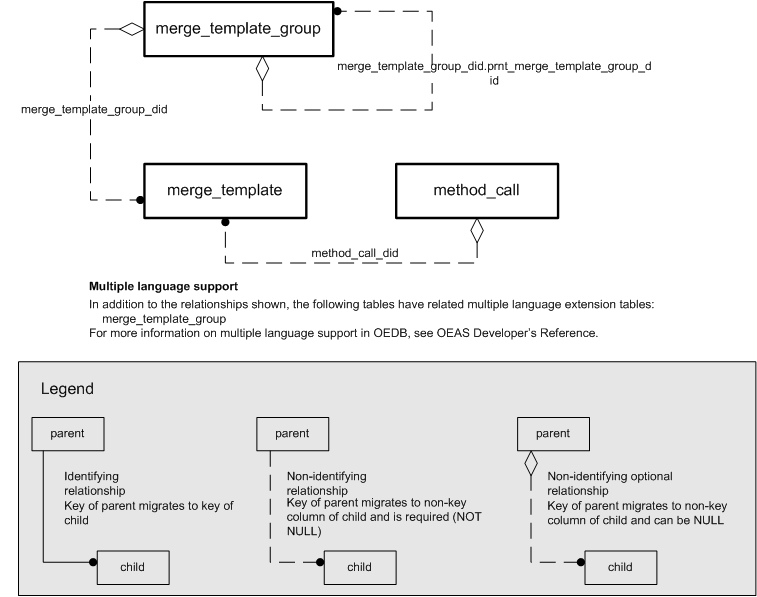 merge_template_group
merge_template_group_did.prnt_merge_template_group_d
id
merge_template_group_did
merge_template
method_call
method_call_did
Multiple language support
In addition to the relationships shown, the following tables have related multiple language extension tables:
merge_template_group
For more information on multiple language support in OEDB, see OEAS Developer's Reference.
Legend
parent
Identifying
relationship
Key of parent migrates to key of
child
child
parent
Non-identifying
relationship
Key of parent migrates to non-key
column of child and is required (NOT
NULL)
child
parent
Non-identifying optional
relationship
Key of parent migrates to non-key
column of child and can be NULL
child